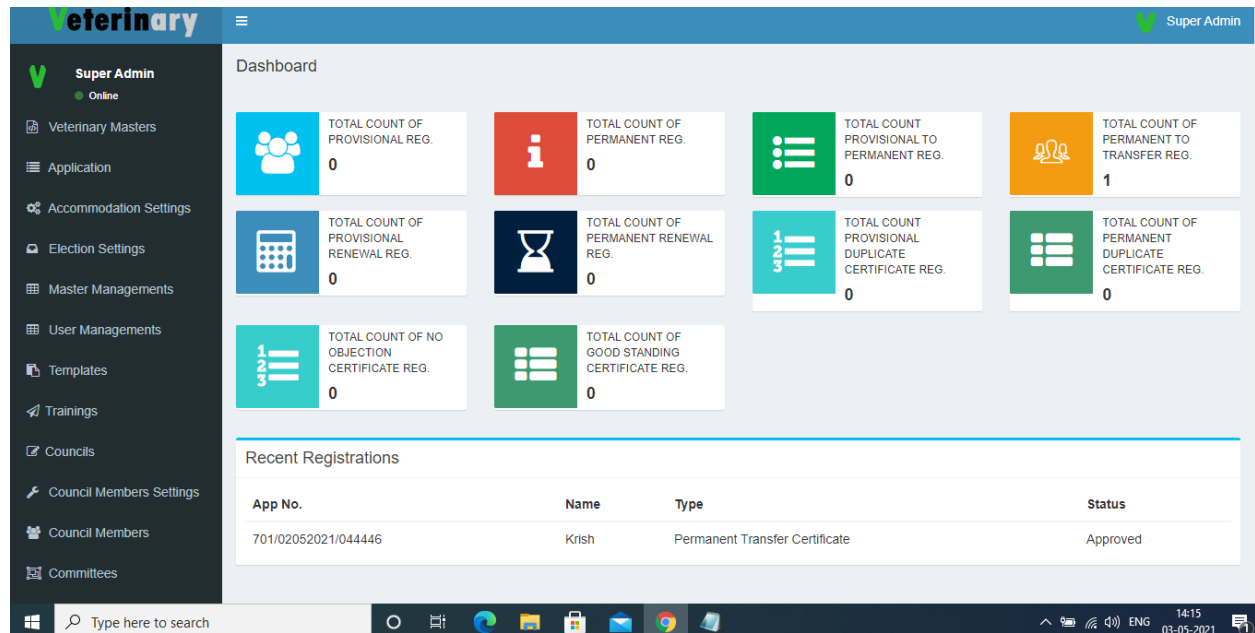 Veterinary
Super Admin
Super Admin
Online
Veterinary Masters
Application
Accommodation Settings
Election Settings
Master Managements
User Managements
Templates
Trainings
Councils
Council Members Settings
Council Members
Committees
Dashboard
TOTAL COUNT OF
PROVISIONAL REG.
0
TOTAL COUNT OF
PERMANENT REG.
0
TOTAL COUNT
PROVISIONAL TO
PERMANENT REG.
0
TOTAL COUNT OF
PERMANENT TO
TRANSFER REG.
1
TOTAL COUNT OF
PROVISIONAL
RENEWAL REG.
0
TOTAL COUNT OF
PERMANENT RENEWAL
REG.
0
TOTAL COUNT
PROVISIONAL
DUPLICATE
CERTIFICATE REG.
0
TOTAL COUNT OF
PERMANENT
DUPLICATE
CERTIFICATE REG.
0
TOTAL COUNT OF NO
OBJECTION
CERTIFICATE REG.
0
TOTAL COUNT OF
GOOD STANDING
CERTIFICATE REG.
0
Recent Registrations
App No. Name Type Status
701/02052021/044446 Krish Permanent Transfer Certificate Approved
Type here to search
ENG
14:15
03-05-2021